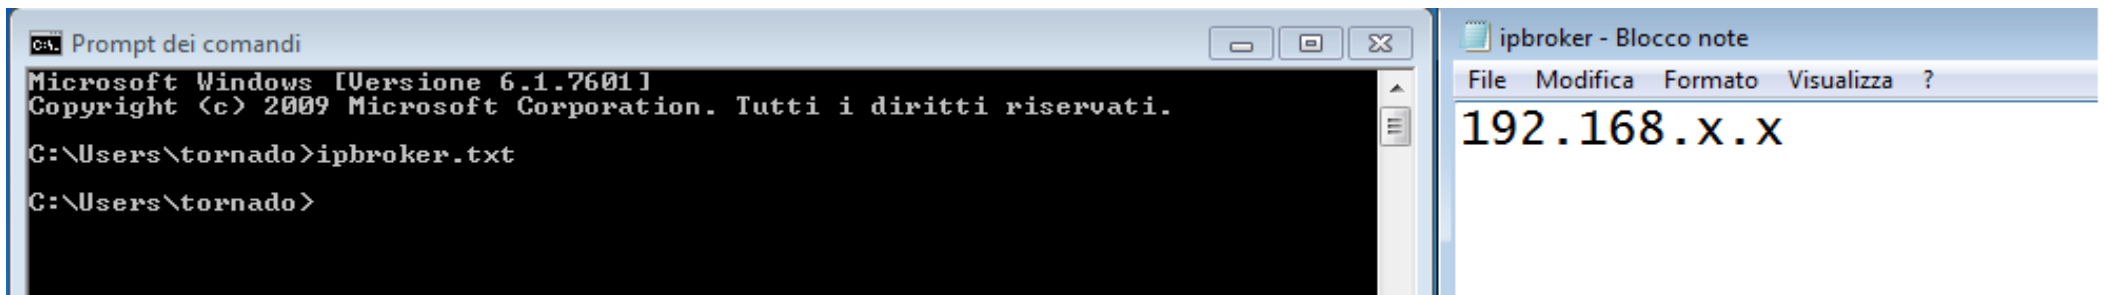 Prompt dei comandi
Microsoft Windows [Versione 6.1.7601]
Copyright (c) 2009 Microsoft Corporation. Tutti i diritti riservati.
C:\Users\tornado>ipbroker.txt
C:\Users\tornado>
ipbroker - Blocco note
File Modifica Formato Visualizza ?
192.168.x.x